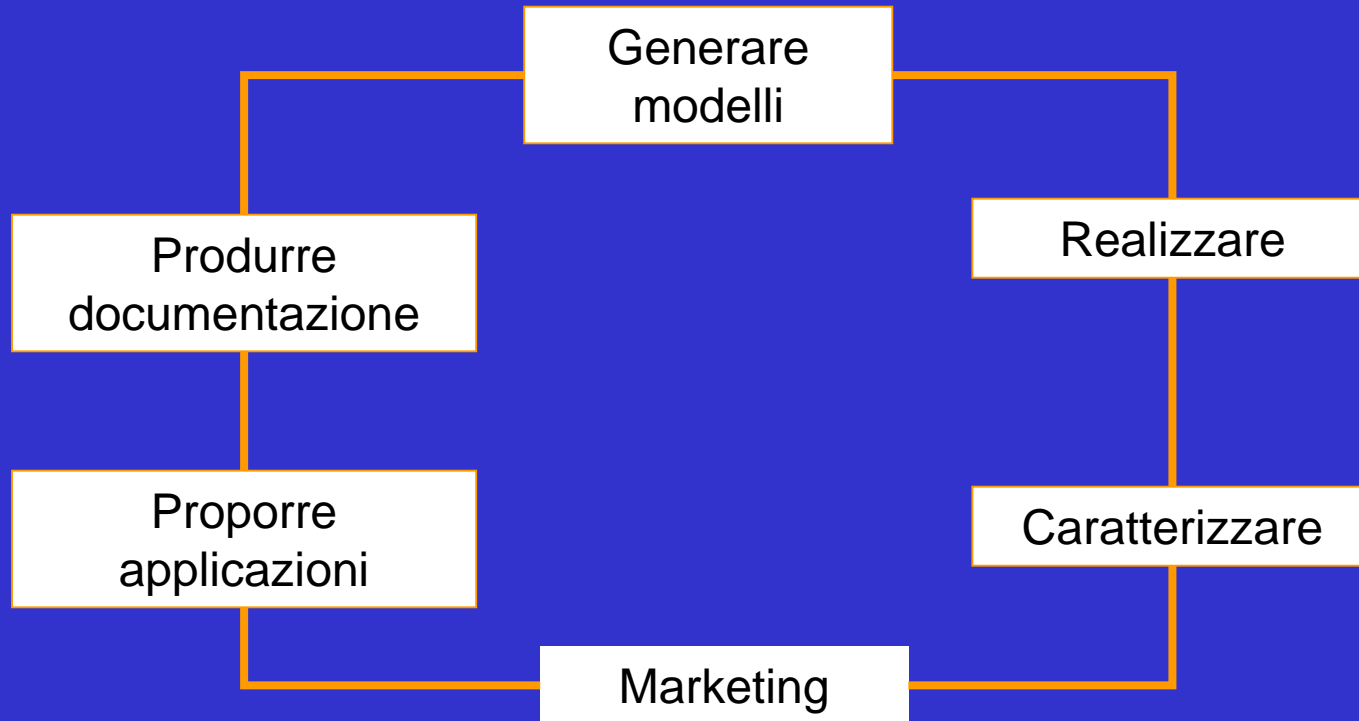 Generare
modelli
Produrre
documentazione
Realizzare
Proporre
applicazioni
Caratterizzare
Marketing